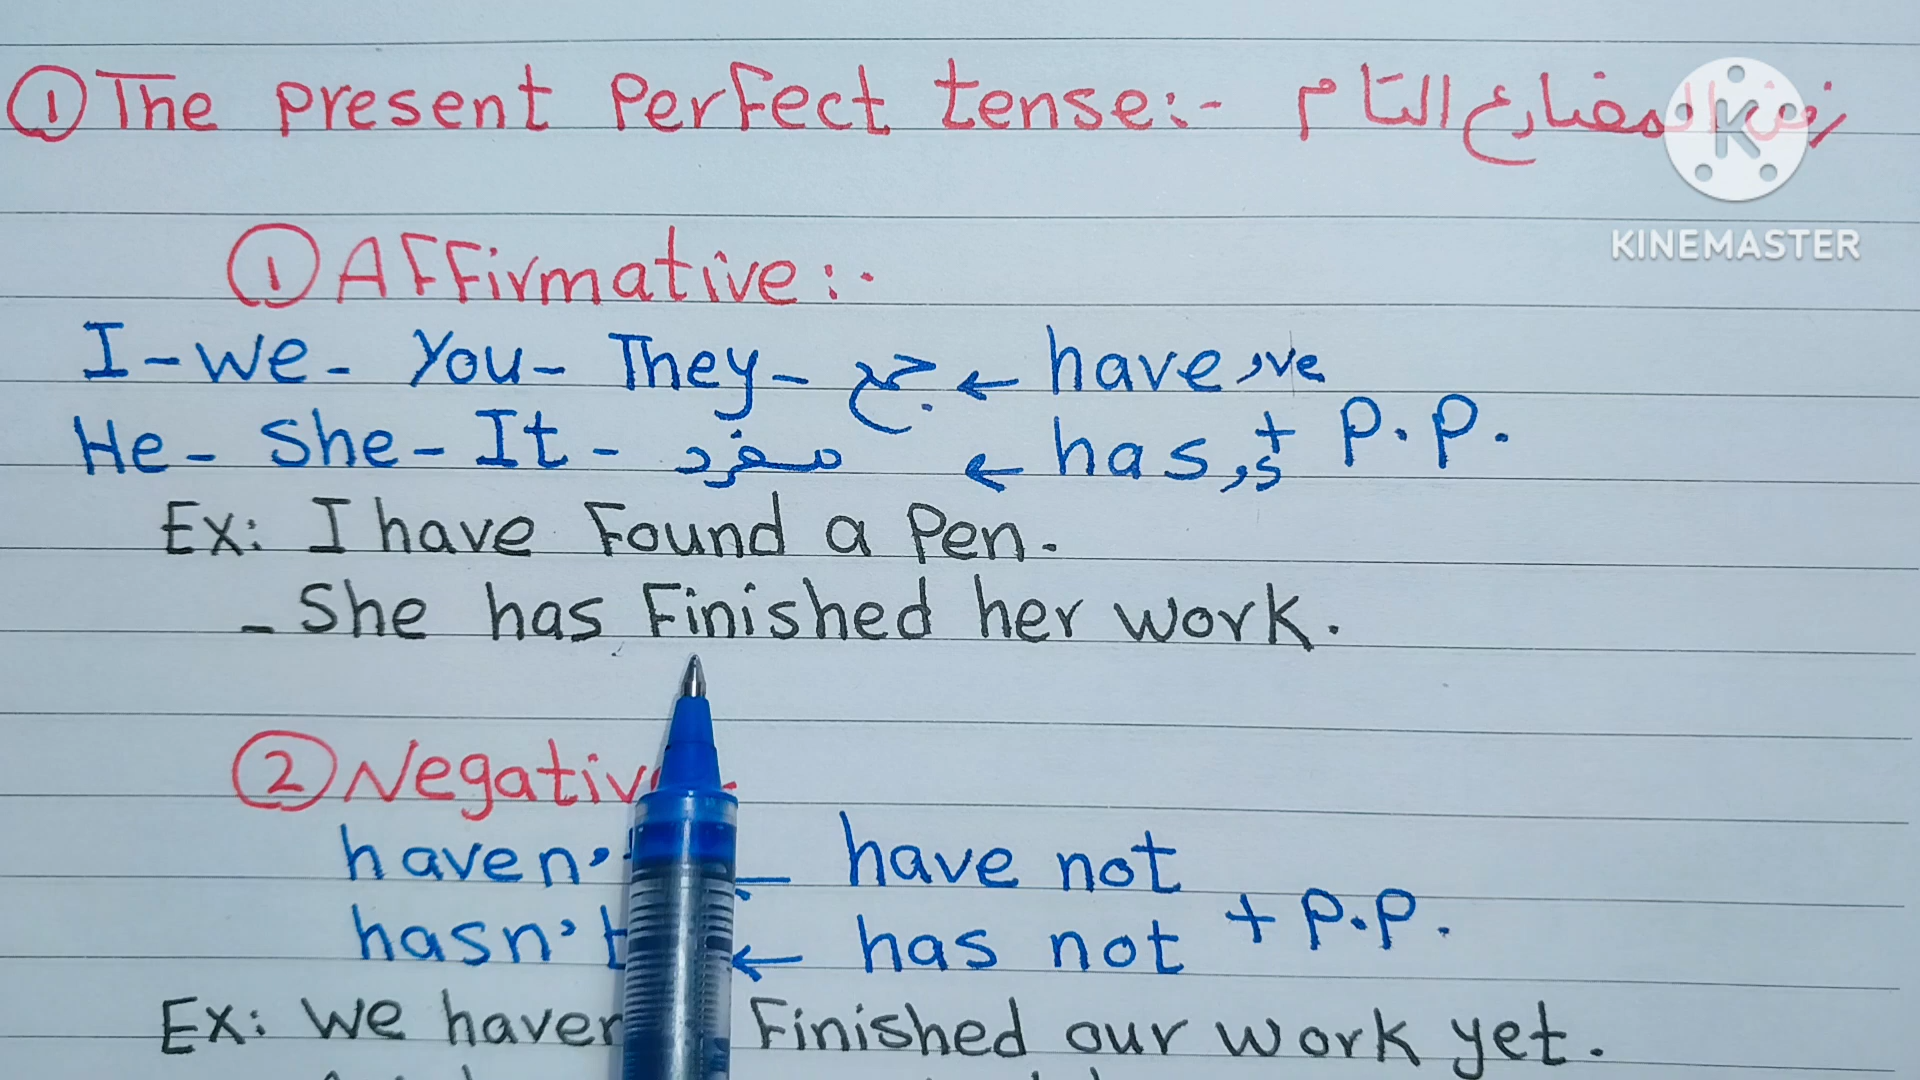 ① The present perfect tense:- زمن المضارع التام
KINEMASTER
① Affirmative:-
I - we - You - They - جمع ← have ,ve
He - She - It - مفرد ← has ,s + P.P.
Ex: I have found a pen.
- She has finished her work.
② Negative
haven't ← have not
hasn't ← has not + P.P.
Ex: we haven finished our work yet.